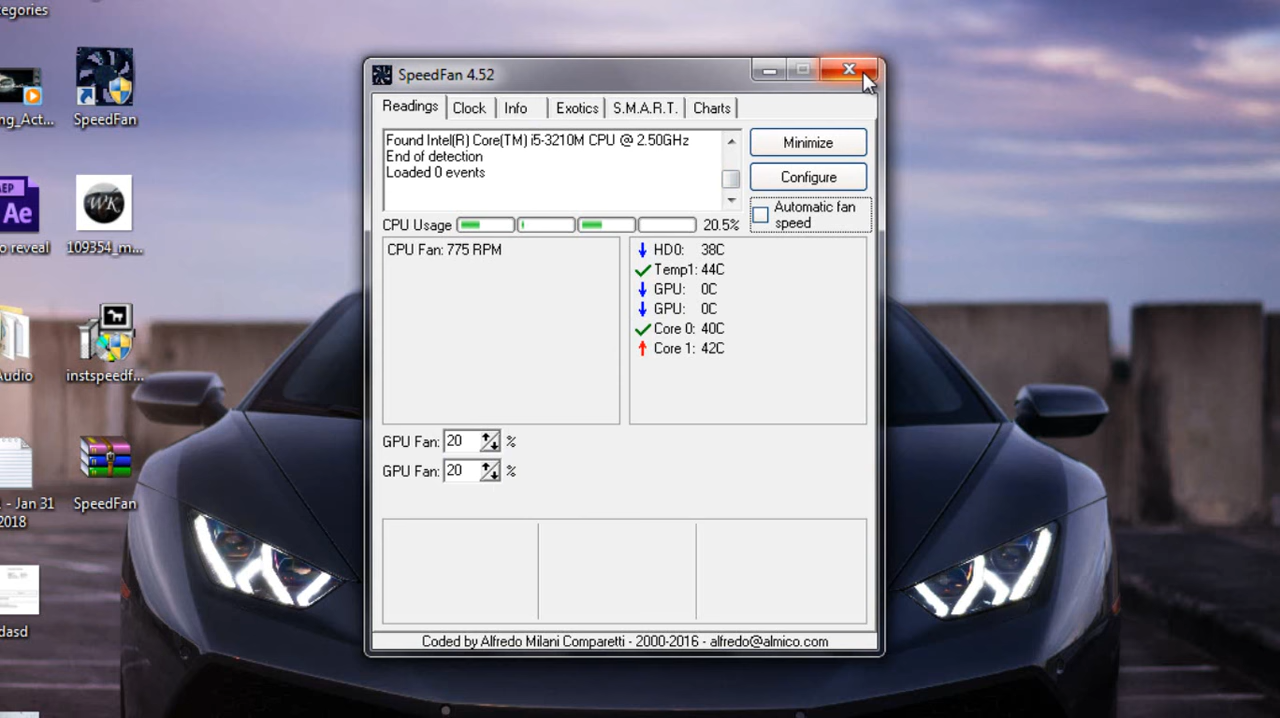 egories
SpeedFan
ng_Act...
SpeedFan 4.52
Readings Clock Info Exotics S.M.A.R.T. Charts
Found Intel(R) Core(TM) i5-3210M CPU @ 2.50GHz
End of detection
Loaded 0 events
Minimize
Configure
Automatic fan
speed
CPU Usage 20.5%
CPU Fan: 775 RPM
HD0: 38C
Temp1: 44C
GPU: 0C
GPU: 0C
Core 0: 40C
Core 1: 42C
GPU Fan: 20 %
GPU Fan: 20 %
Coded by Alfredo Milani Comparetti - 2000-2016 - alfredo@almico.com
AEP
Ae
o reveal
WK
109354_m...
Audio
instspeedf...
- Jan 31
2018
SpeedFan
dasd